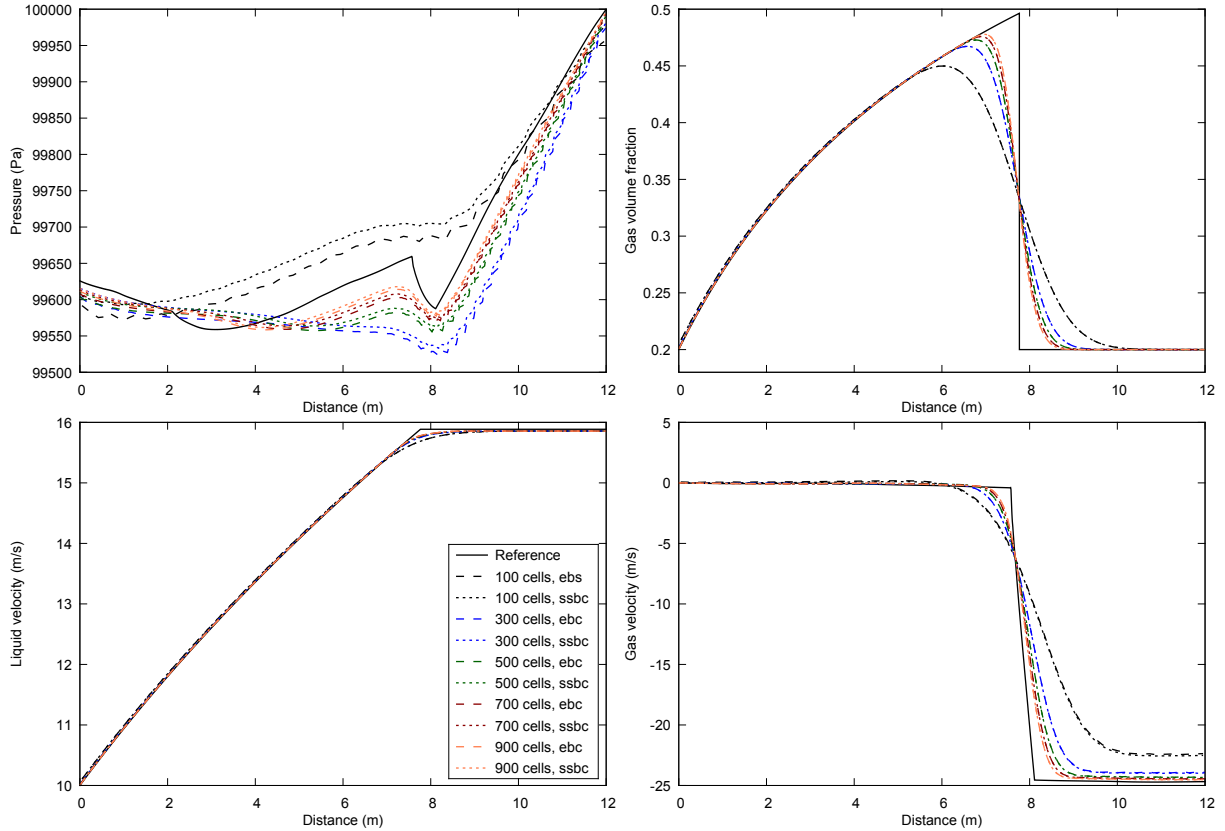 100000
99950
99900
99850
99800
99750
99700
99650
99600
99550
99500
Pressure (Pa)
0 2 4 6 8 10 12
Distance (m)
0.5
0.45
0.4
0.35
0.3
0.25
0.2
Gas volume fraction
0 2 4 6 8 10 12
Distance (m)
16
15
14
13
12
11
10
Liquid velocity (m/s)
Reference
100 cells, ebs
100 cells, ssbc
300 cells, ebc
300 cells, ssbc
500 cells, ebc
500 cells, ssbc
700 cells, ebc
700 cells, ssbc
900 cells, ebc
900 cells, ssbc
0 2 4 6 8 10 12
Distance (m)
5
0
-5
-10
-15
-20
-25
Gas velocity (m/s)
0 2 4 6 8 10 12
Distance (m)